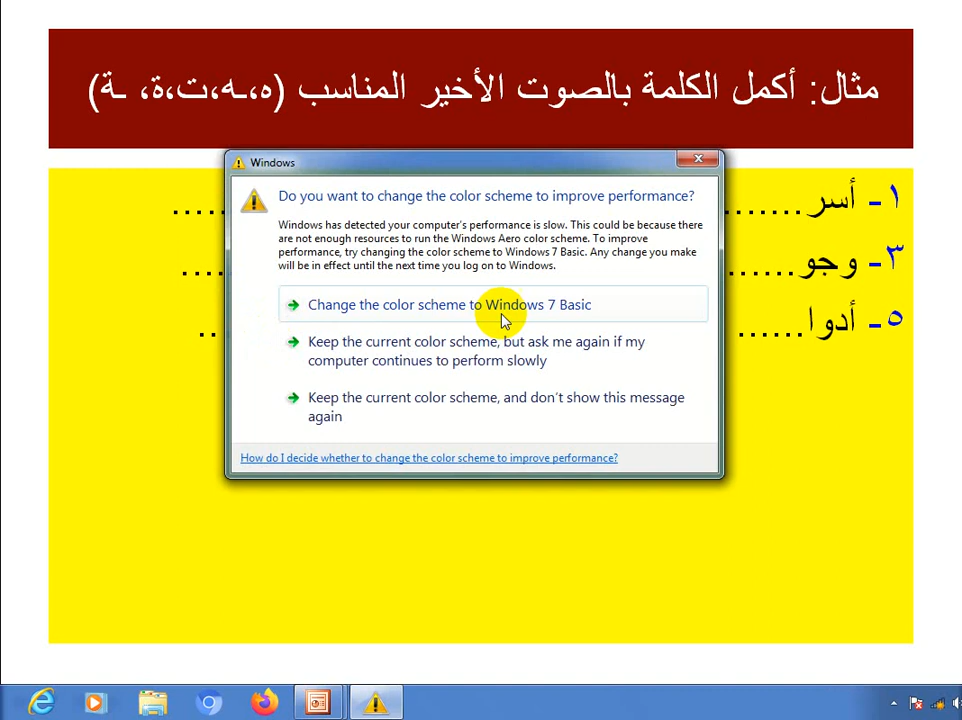 مثال: أكمل الكلمة بالصوت الأخير المناسب (ه،ـه،ت،ة، ـة)
Windows
Do you want to change the color scheme to improve performance?
Windows has detected your computer's performance is slow. This could be because there
are not enough resources to run the Windows Aero color scheme. To improve
performance, try changing the color scheme to Windows 7 Basic. Any change you make
will be in effect until the next time you log on to Windows.
Change the color scheme to Windows 7 Basic
Keep the current color scheme, but ask me again if my
computer continues to perform slowly
Keep the current color scheme, and don't show this message
again
How do I decide whether to change the color scheme to improve performance?
١- أسر.......
٣- وجو......
٥- أدوا......